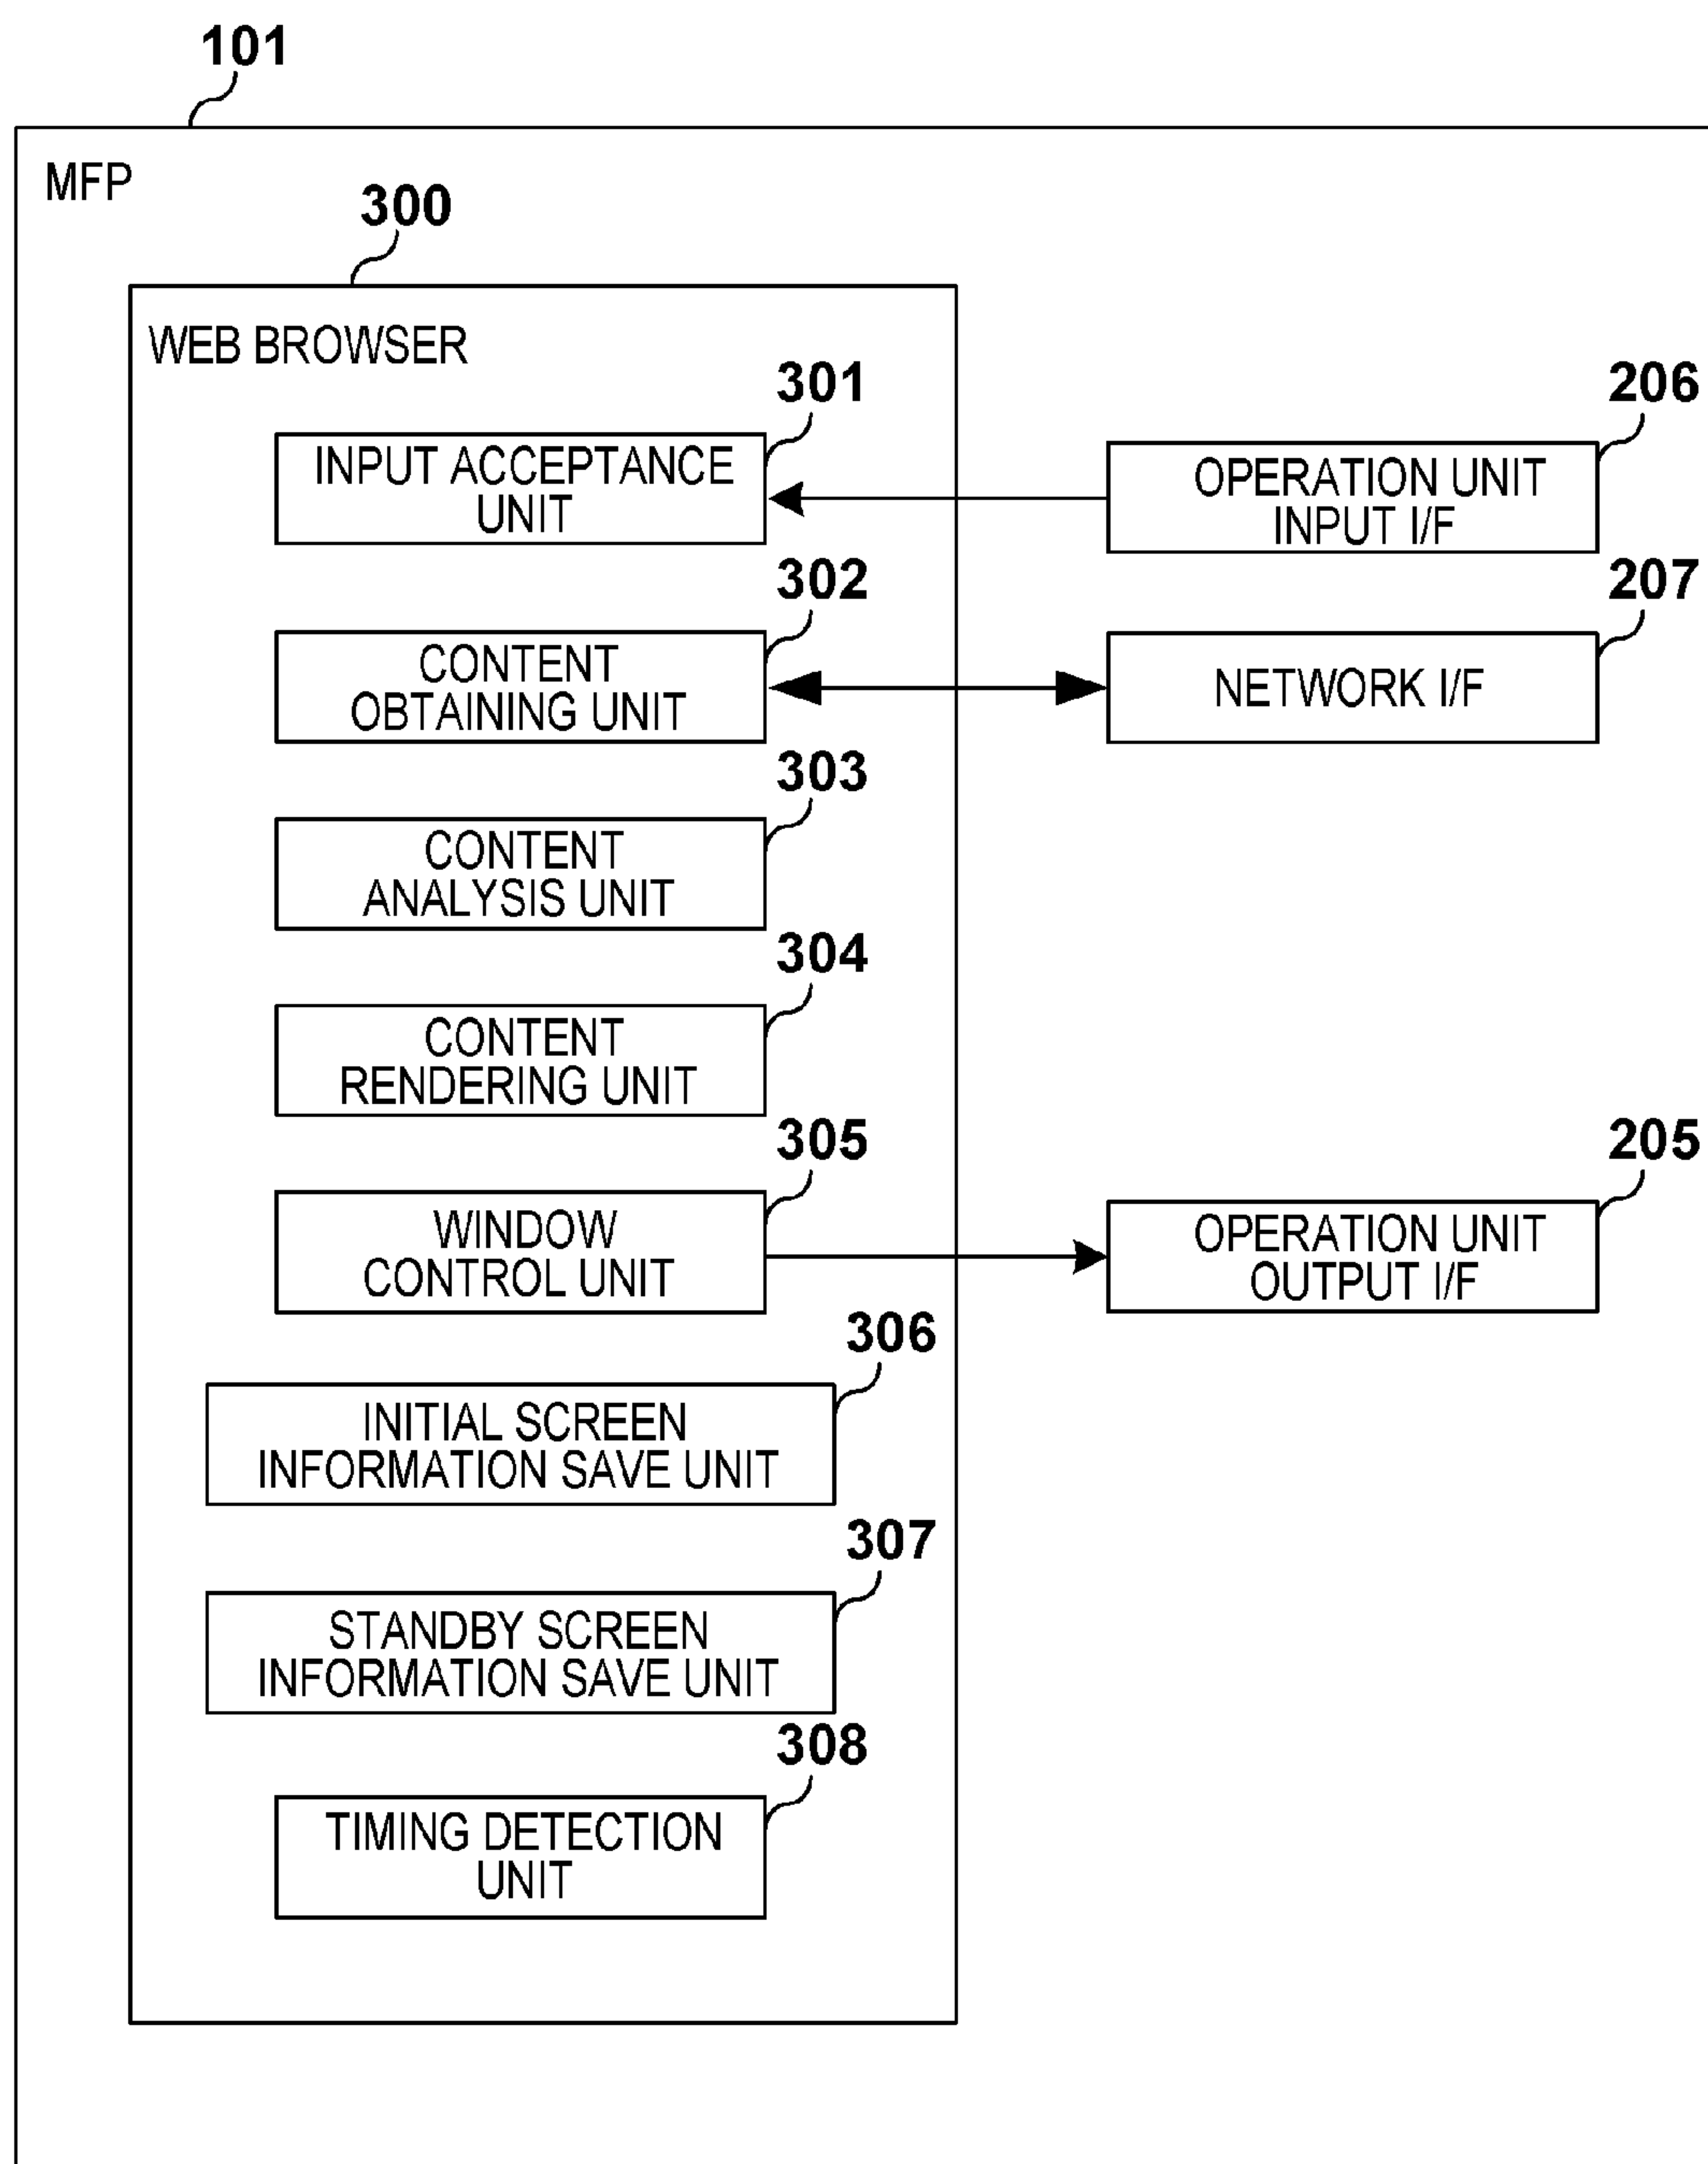 101
MFP
300
WEB BROWSER
301
INPUT ACCEPTANCE
UNIT
206
OPERATION UNIT
INPUT I/F
302
CONTENT
OBTAINING UNIT
207
NETWORK I/F
303
CONTENT
ANALYSIS UNIT
304
CONTENT
RENDERING UNIT
305
WINDOW
CONTROL UNIT
205
OPERATION UNIT
OUTPUT I/F
306
INITIAL SCREEN
INFORMATION SAVE UNIT
307
STANDBY SCREEN
INFORMATION SAVE UNIT
308
TIMING DETECTION
UNIT